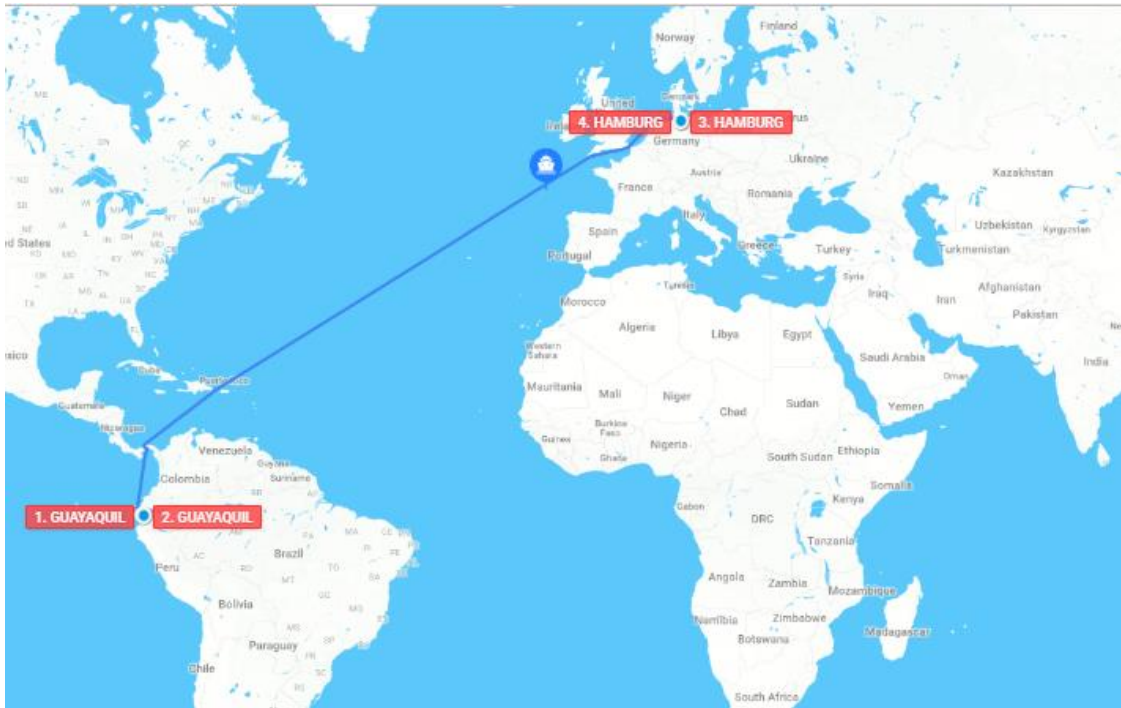 Finland
Norway
Denmark
United
4. HAMBURG
3. HAMBURG
Germany
Ukraine
Kazakhstan
France
Austria
Romania
Italy
Uzbekistan
Kyrgyzstan
ed States
Spain
Portugal
Greece
Turkey
Turkmenistan
Tunisia
Syria
Iraq
Iran
Afghanistan
Pakistan
Morocco
Algeria
Libya
Egypt
Western
Sahara
Saudi Arabia
India
Oman
exico
Cuba
Puerto Rico
Mauritania
Mali
Niger
Chad
Sudan
Yemen
Guatemala
Nicaragua
Burkina
Faso
Guinea
Ghana
Nigeria
South Sudan
Ethiopia
Somalia
Venezuela
Guyana
Suriname
Colombia
Gabon
DRC
Kenya
Tanzania
1. GUAYAQUIL
2. GUAYAQUIL
Peru
Brazil
Bolivia
Paraguay
Chile
Angola
Zambia
Mozambique
Namibia
Zimbabwe
Botswana
Madagascar
South Africa